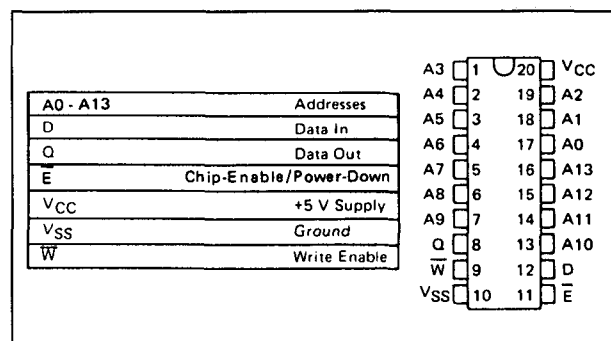 A0 - A13 Addresses
D Data In
Q Data Out
E̅ Chip-Enable/Power-Down
VCC +5 V Supply
VSS Ground
W̅ Write Enable
A3 1 20 VCC
A4 2 19 A2
A5 3 18 A1
A6 4 17 A0
A7 5 16 A13
A8 6 15 A12
A9 7 14 A11
Q 8 13 A10
W̅ 9 12 D
VSS 10 11 E̅